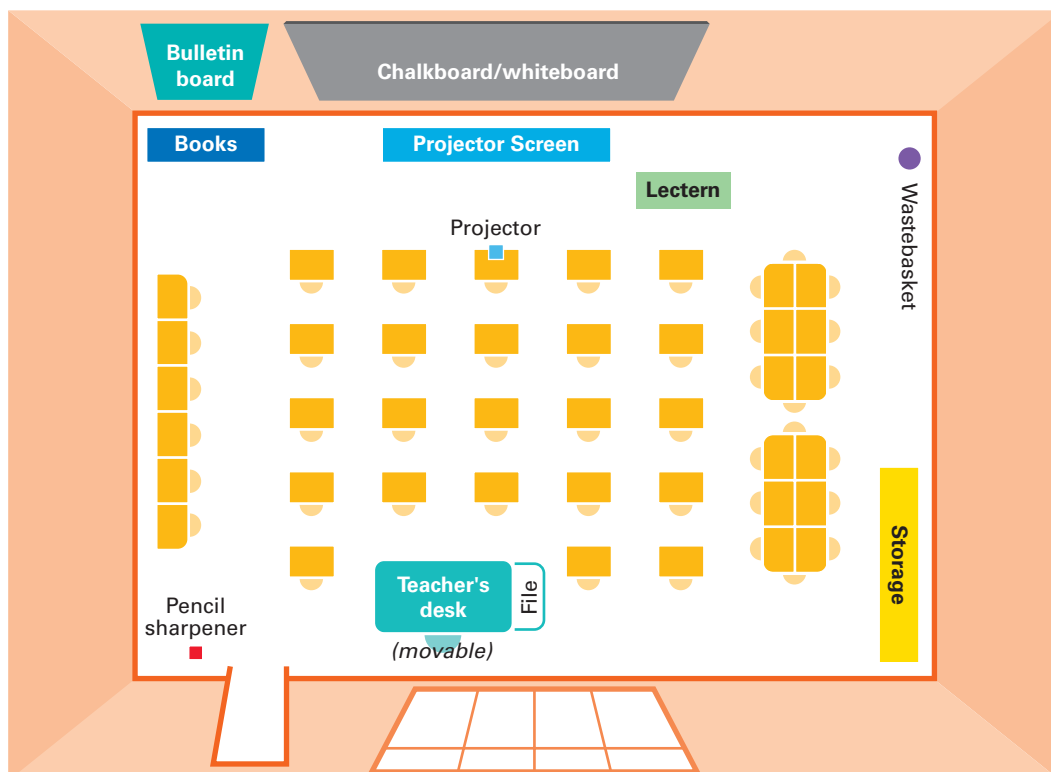 Bulletin
board
Chalkboard/whiteboard
Books
Projector Screen
Lectern
Wastebasket
Projector
Storage
Teacher's
desk
File
(movable)
Pencil
sharpener